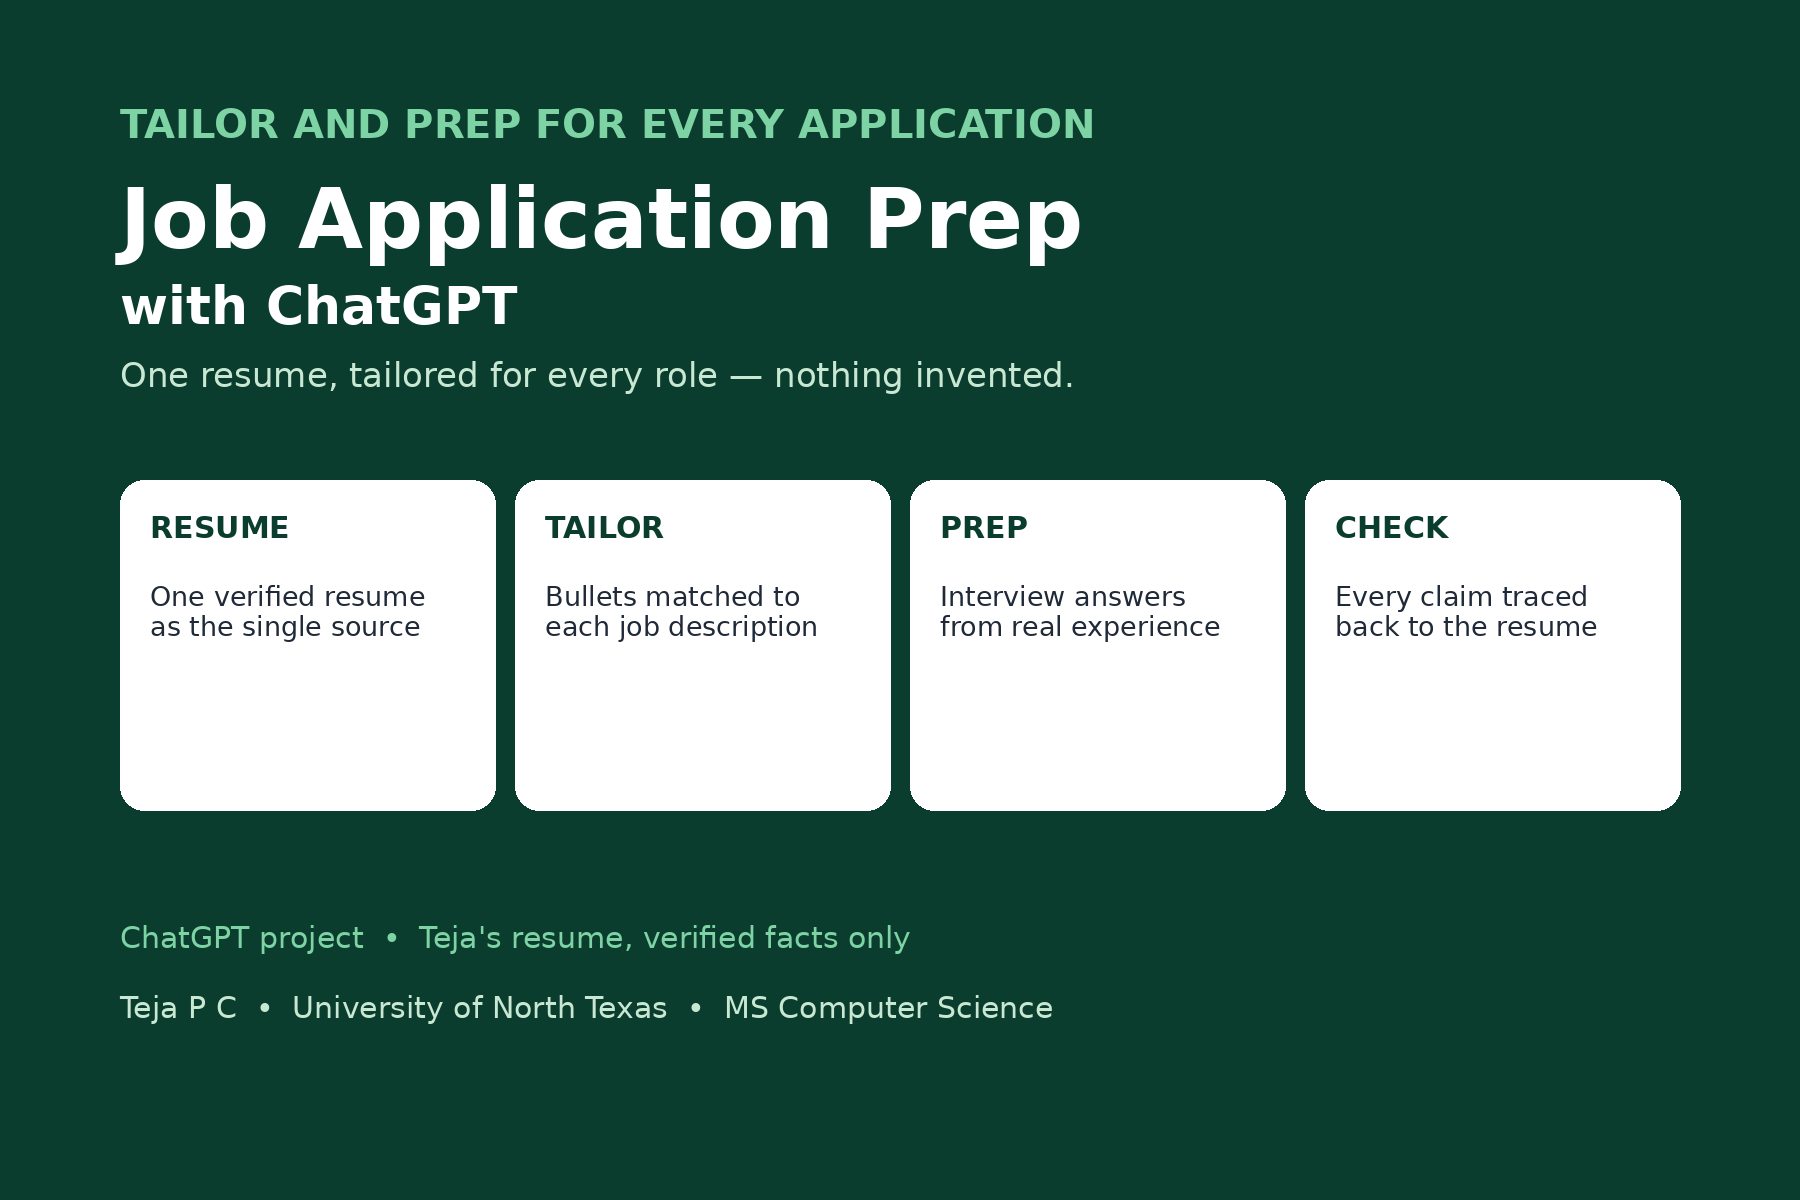 TAILOR AND PREP FOR EVERY APPLICATION
Job Application Prep
with ChatGPT
One resume, tailored for every role — nothing invented.
RESUME
One verified resume
as the single source
TAILOR
Bullets matched to
each job description
PREP
Interview answers
from real experience
CHECK
Every claim traced
back to the resume
ChatGPT project • Teja's resume, verified facts only
Teja P C • University of North Texas • MS Computer Science